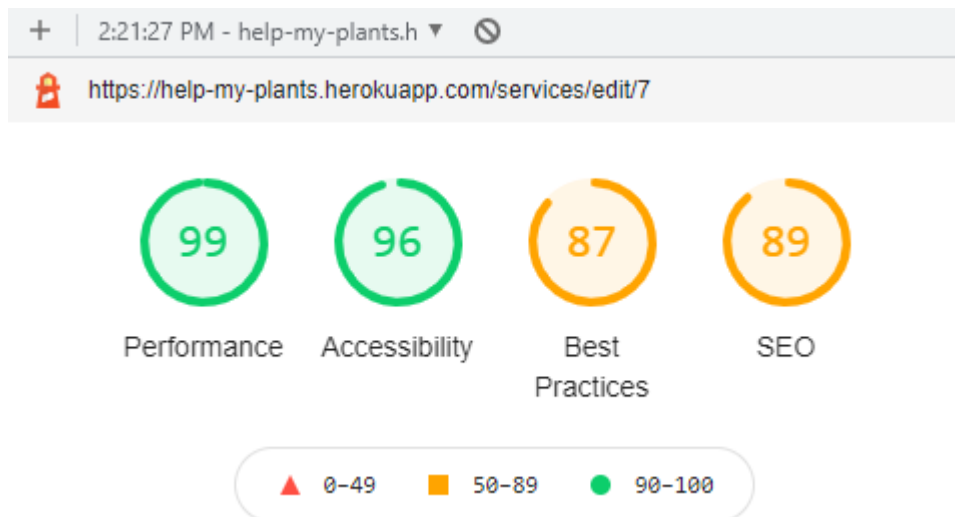 2:21:27 PM - help-my-plants.h
https://help-my-plants.herokuapp.com/services/edit/7
99 96 87 89
Performance Accessibility Best Practices SEO
0–49 50–89 90–100